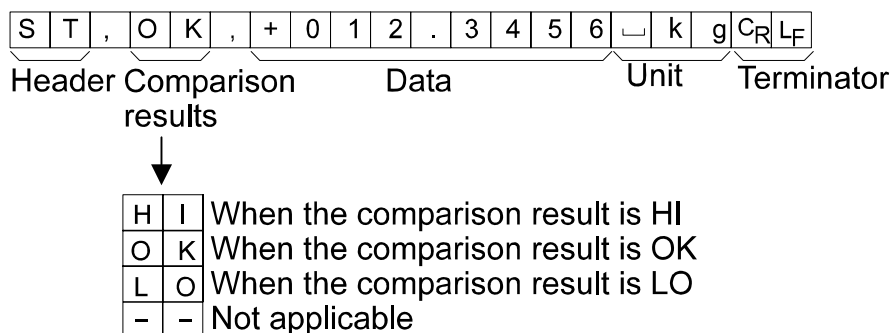 S T , O K , + 0 1 2 . 3 4 5 6 ⎵ k g CR LF
Header Comparison results Data Unit Terminator
H I When the comparison result is HI
O K When the comparison result is OK
L O When the comparison result is LO
– – Not applicable